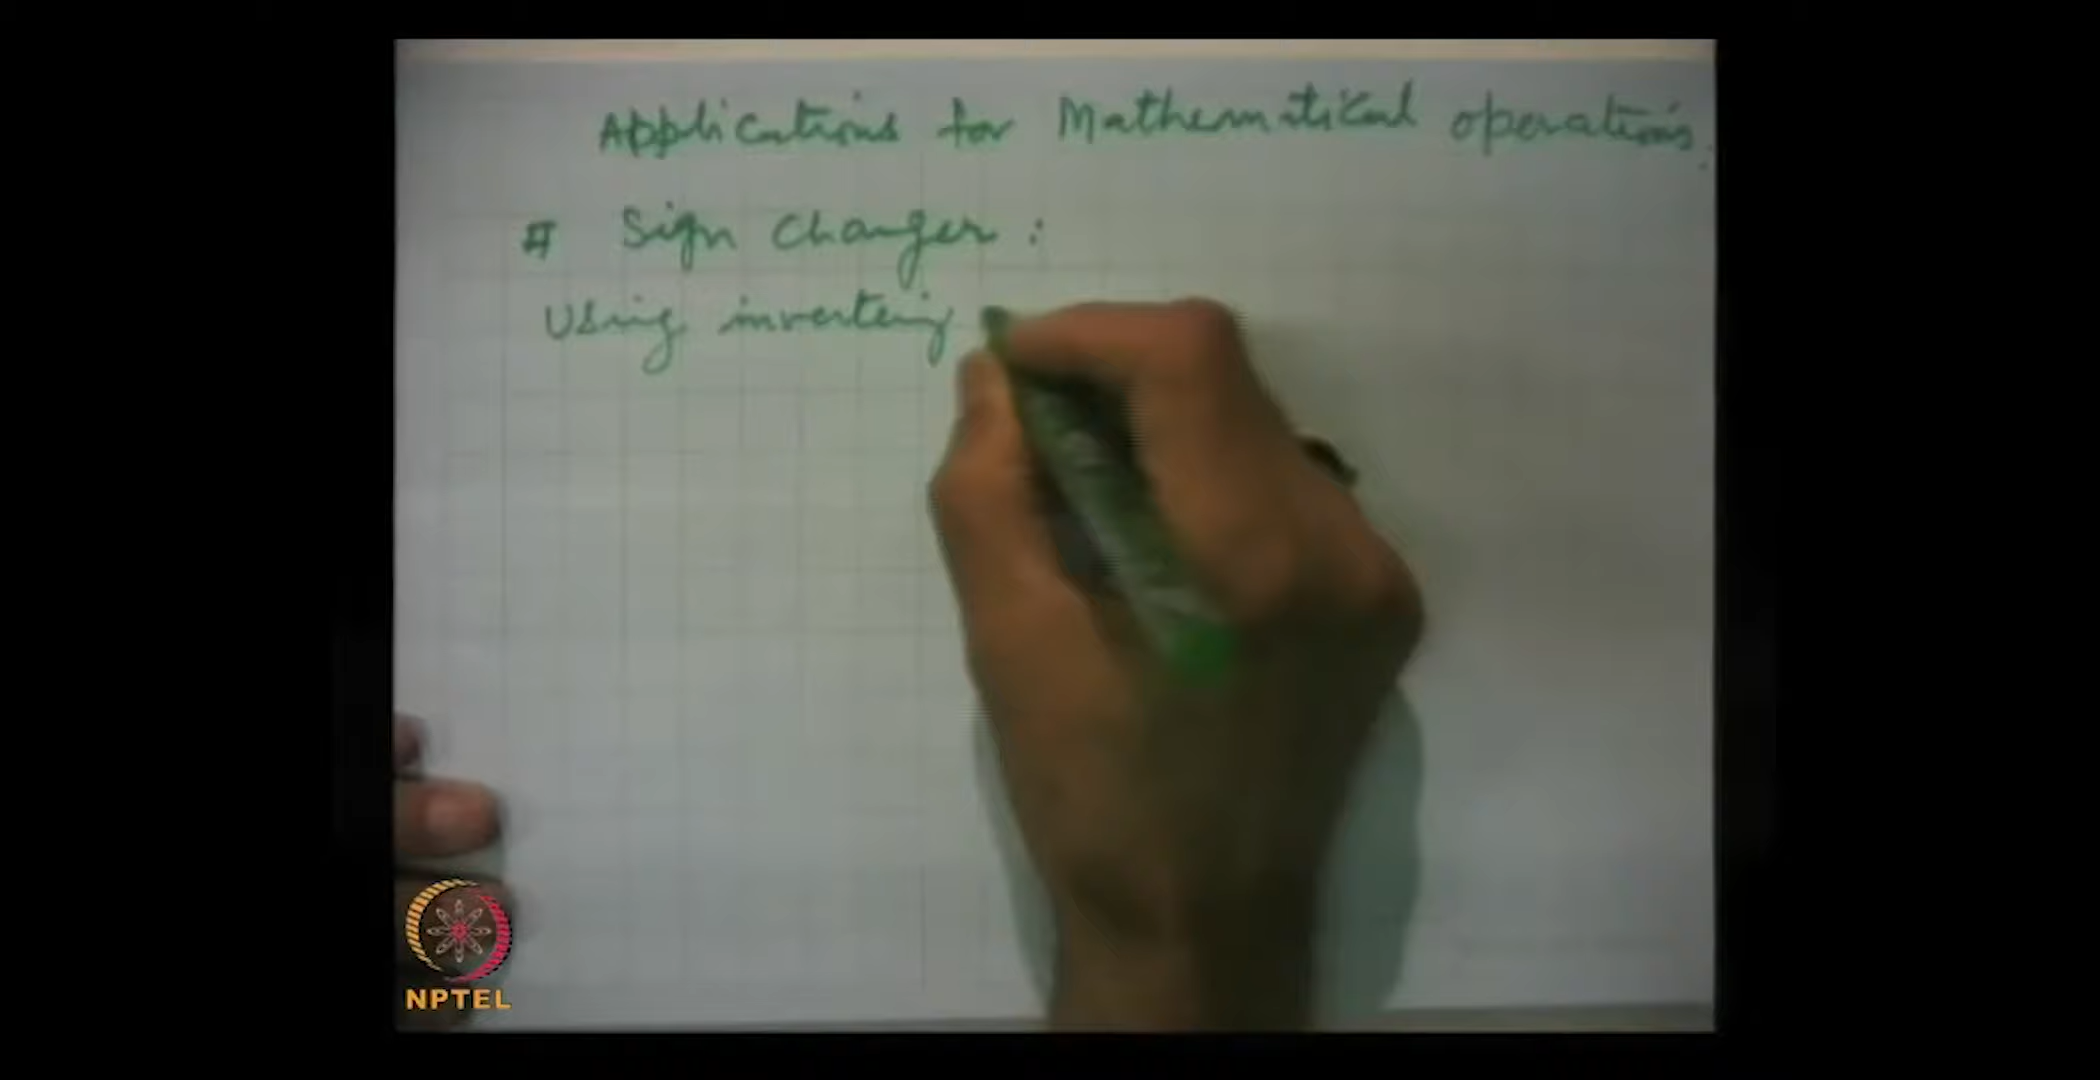 Applications for Mathematical operations.
# Sign Changer :
Using inverting
NPTEL